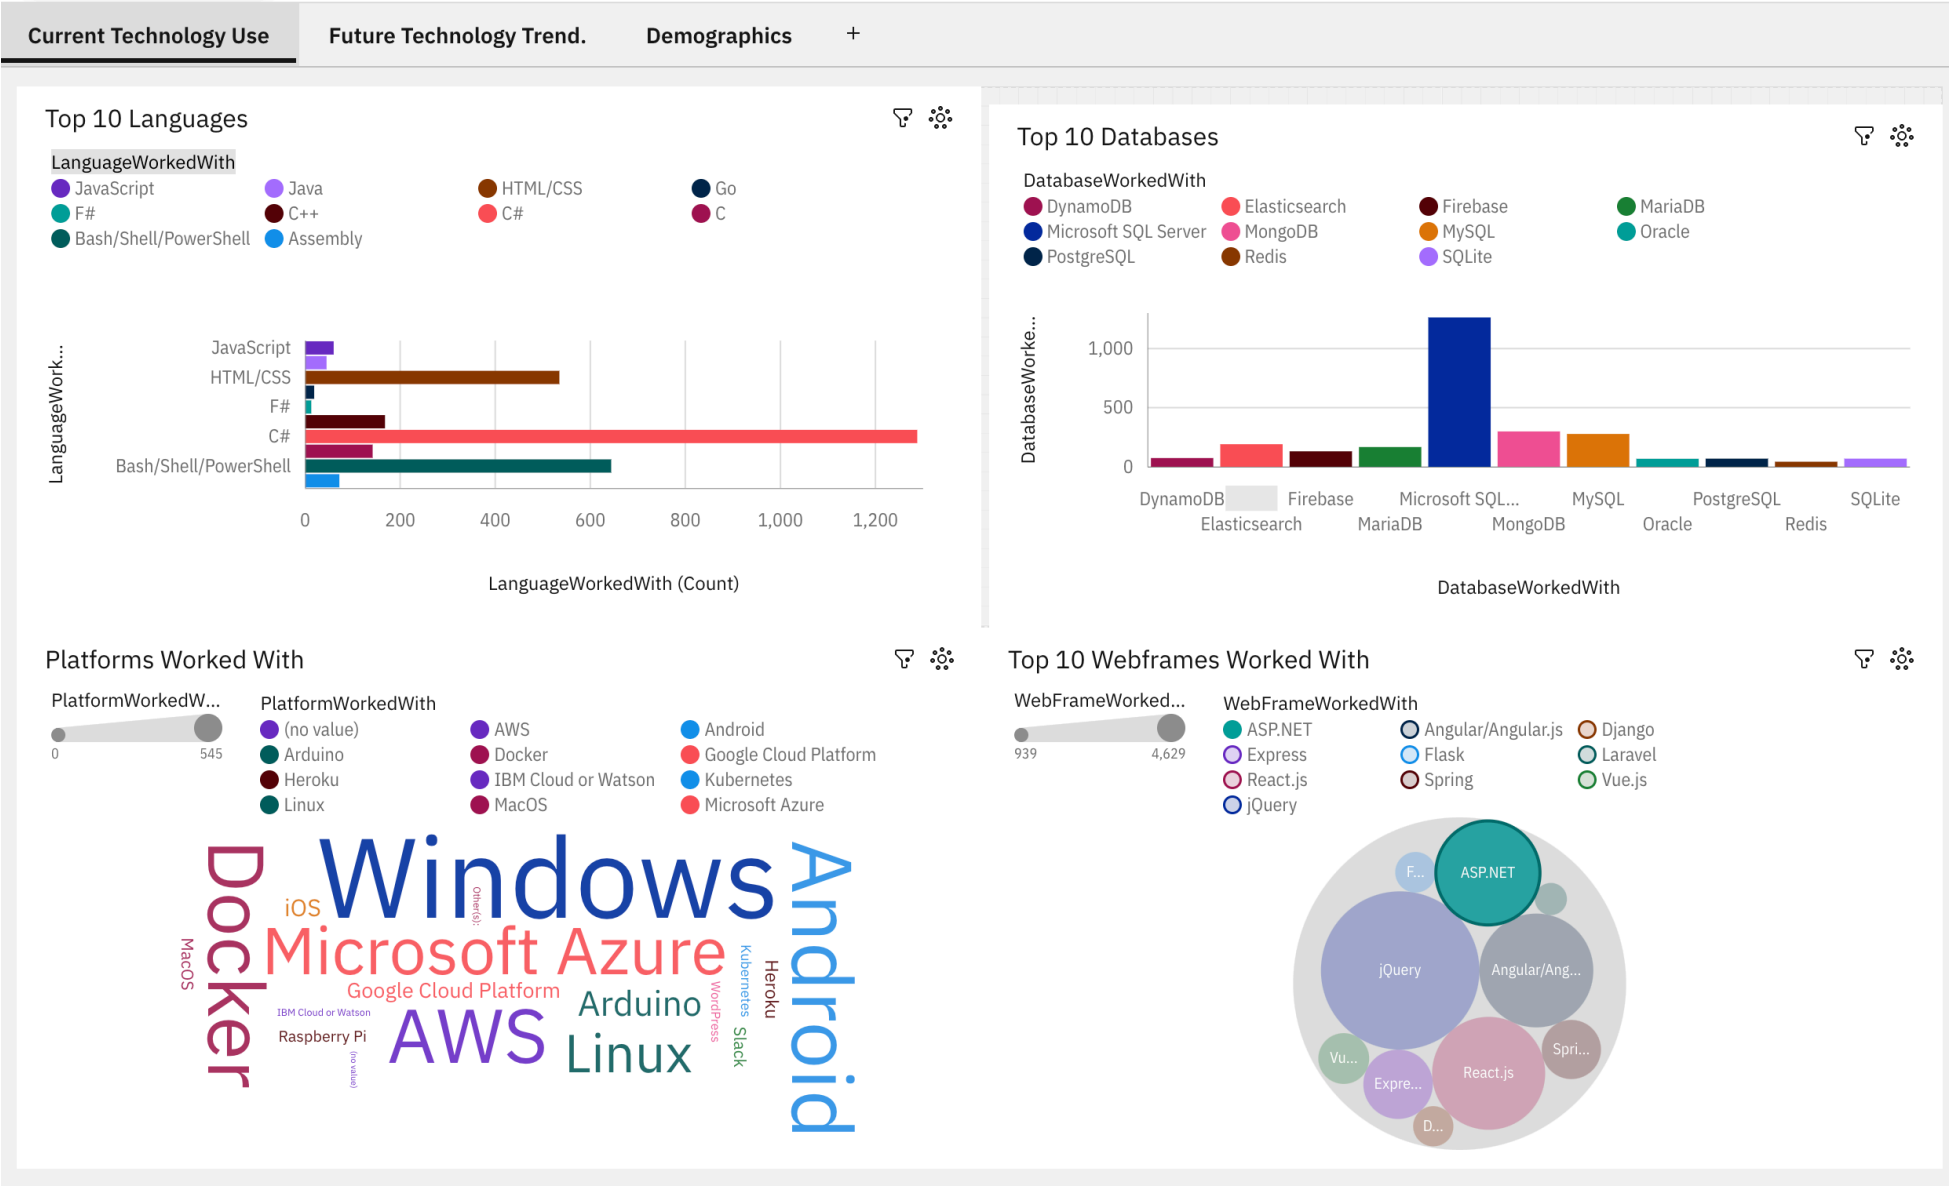 Current Technology Use
Future Technology Trend.
Demographics
+
Top 10 Languages
LanguageWorkedWith
JavaScript
Java
HTML/CSS
Go
F#
C++
C#
C
Bash/Shell/PowerShell
Assembly
LanguageWork...
JavaScript
HTML/CSS
F#
C#
Bash/Shell/PowerShell
0 200 400 600 800 1,000 1,200
LanguageWorkedWith (Count)
Top 10 Databases
DatabaseWorkedWith
DynamoDB
Elasticsearch
Firebase
MariaDB
Microsoft SQL Server
MongoDB
MySQL
Oracle
PostgreSQL
Redis
SQLite
DatabaseWorke...
1,000
500
0
DynamoDB
Firebase
Microsoft SQL...
MySQL
PostgreSQL
SQLite
Elasticsearch
MariaDB
MongoDB
Oracle
Redis
DatabaseWorkedWith
Platforms Worked With
PlatformWorkedW...
0
545
PlatformWorkedWith
(no value)
AWS
Android
Arduino
Docker
Google Cloud Platform
Heroku
IBM Cloud or Watson
Kubernetes
Linux
MacOS
Microsoft Azure
Windows
Docker
Android
iOS
Other(s):
Microsoft Azure
MacOS
Kubernetes
Heroku
Google Cloud Platform
Arduino
WordPress
IBM Cloud or Watson
AWS
Raspberry Pi
Linux
Slack
(no value)
Top 10 Webframes Worked With
WebFrameWorked...
939
4,629
WebFrameWorkedWith
ASP.NET
Angular/Angular.js
Django
Express
Flask
Laravel
React.js
Spring
Vue.js
jQuery
F...
ASP.NET
jQuery
Angular/Ang...
Vu...
Spri...
Expre...
React.js
D...